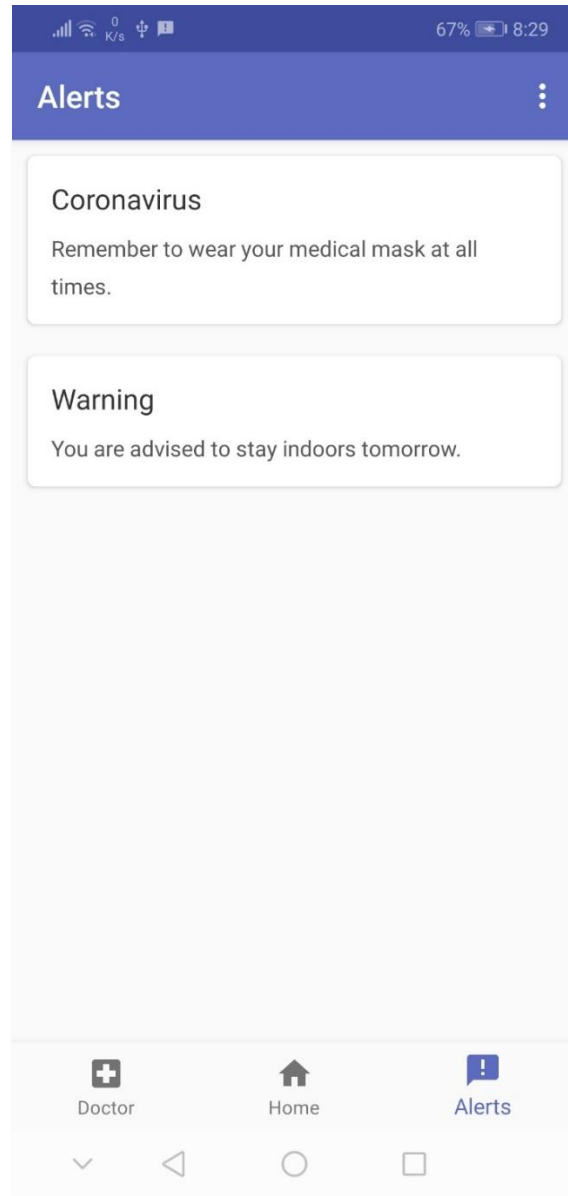 0
K/s
67% 8:29
Alerts
Coronavirus
Remember to wear your medical mask at all
times.
Warning
You are advised to stay indoors tomorrow.
Doctor
Home
Alerts